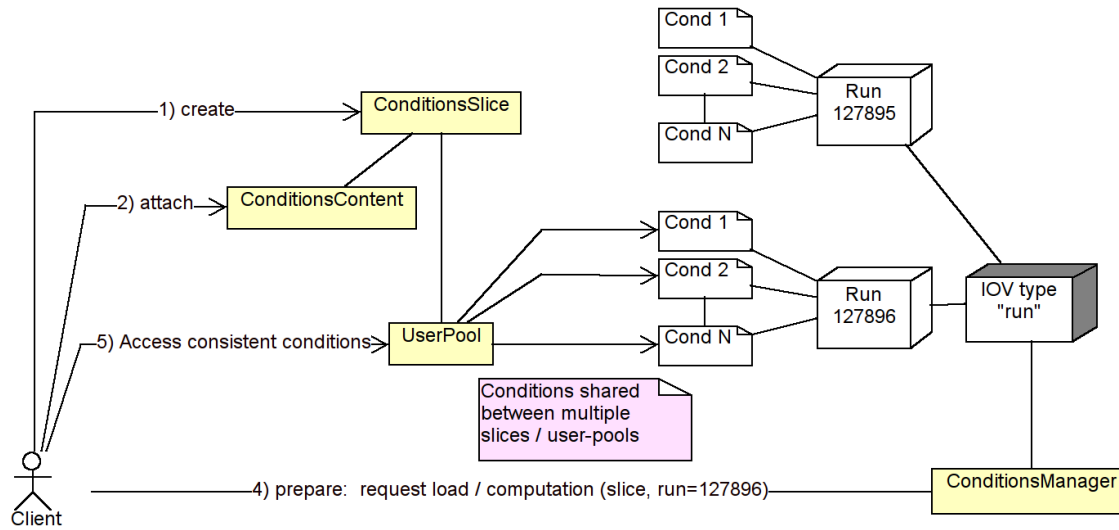 Cond 1
Cond 2
Cond N
Run
127895
1) create
ConditionsSlice
2) attach
ConditionsContent
Cond 1
Cond 2
Cond N
Run
127896
IOV type
"run"
5) Access consistent conditions
UserPool
Conditions shared
between multiple
slices / user-pools
4) prepare: request load / computation (slice, run=127896)
ConditionsManager
Client